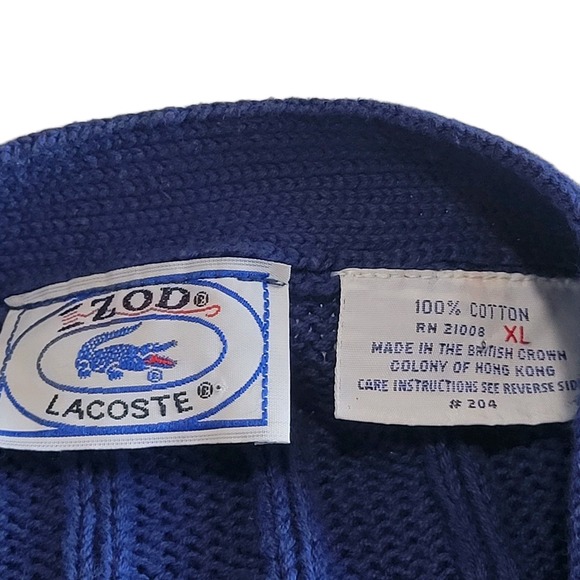 IZOD®
®
LACOSTE®
100% COTTON
RN 21008 XL
MADE IN THE BRITISH CROWN
COLONY OF HONG KONG
CARE INSTRUCTIONS SEE REVERSE SID
# 204